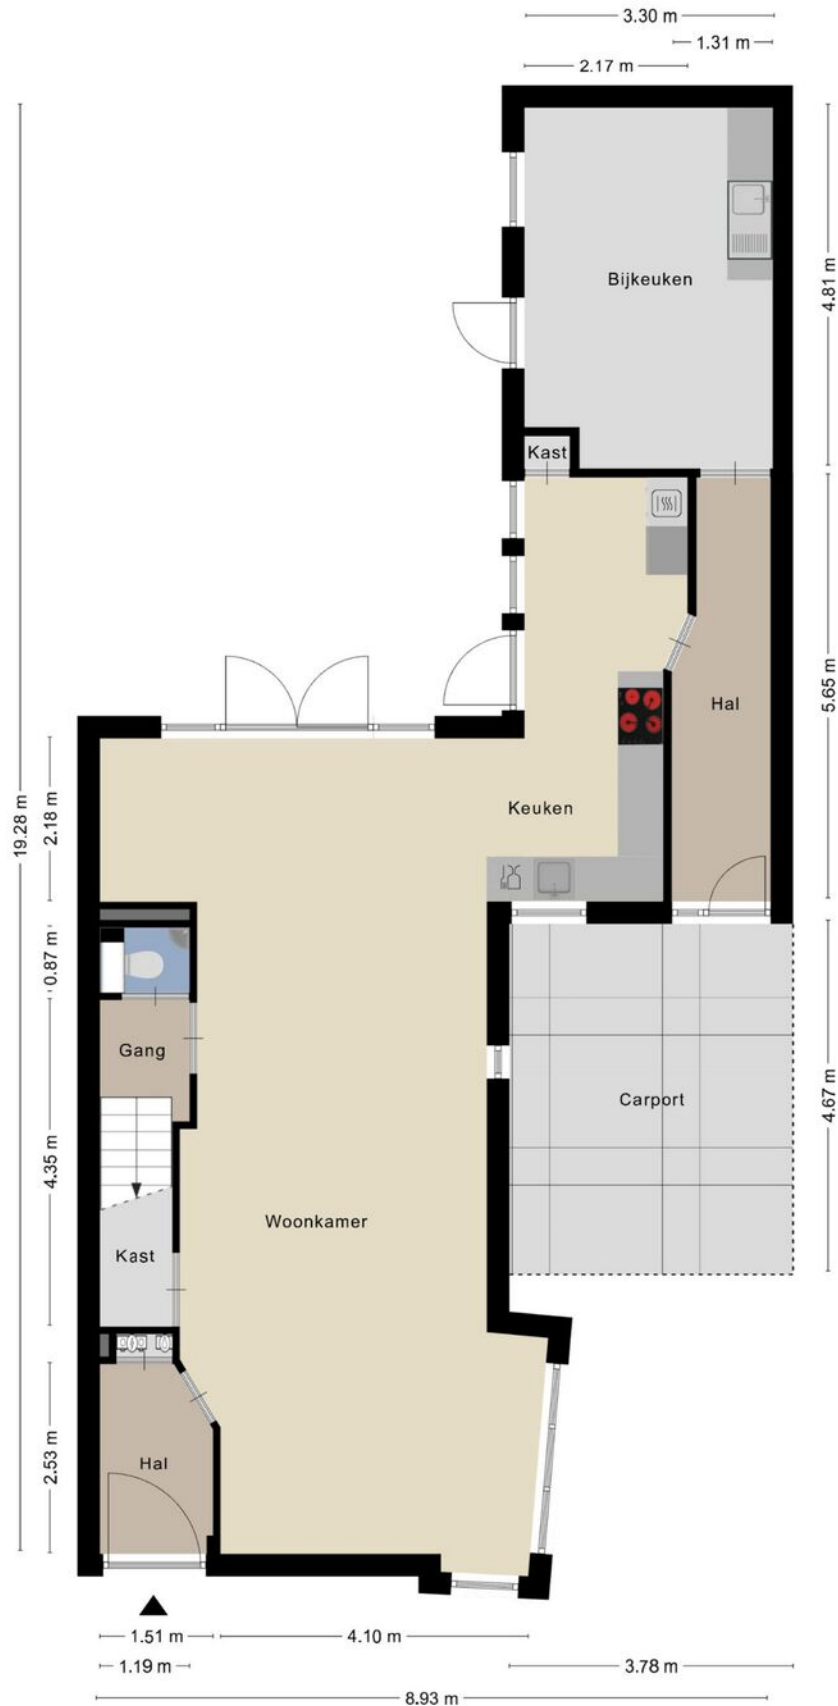 3.30 m
1.31 m
2.17 m
Bijkeuken
4.81 m
Kast
19.28 m
5.65 m
Hal
2.18 m
Keuken
0.87 m
Gang
4.35 m
Carport
4.67 m
Woonkamer
Kast
2.53 m
Hal
1.51 m
4.10 m
1.19 m
3.78 m
8.93 m